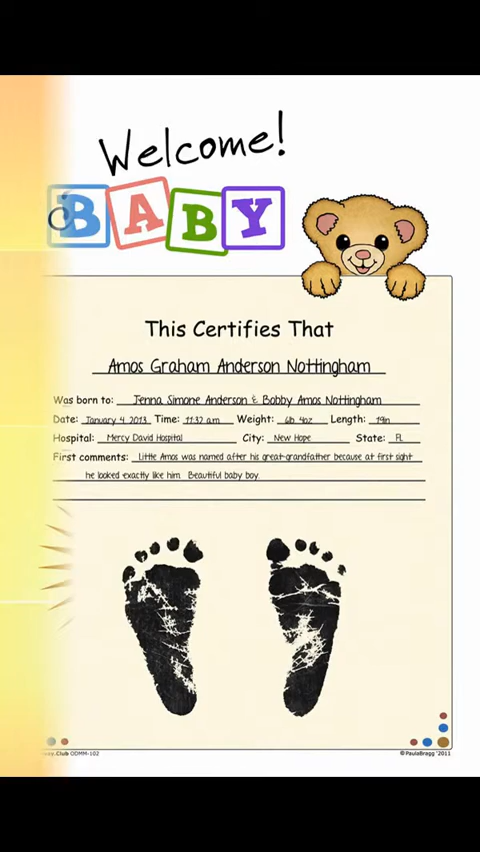 Welcome!
BABY
This Certifies That
Amos Graham Anderson Nottingham
Was born to: Jenna Simone Anderson & Bobby Amos Nottingham
Date: January 4, 2013 Time: 11:32 a.m Weight: 6lb 4oz Length: 19in
Hospital: Mercy David Hospital City: New Hope State: FL
First comments: Little Amos was named after his great-grandfather because at first sight
he looked exactly like him. Beautiful baby boy.
Club ODMM-102 ©PaulaBragg '2011